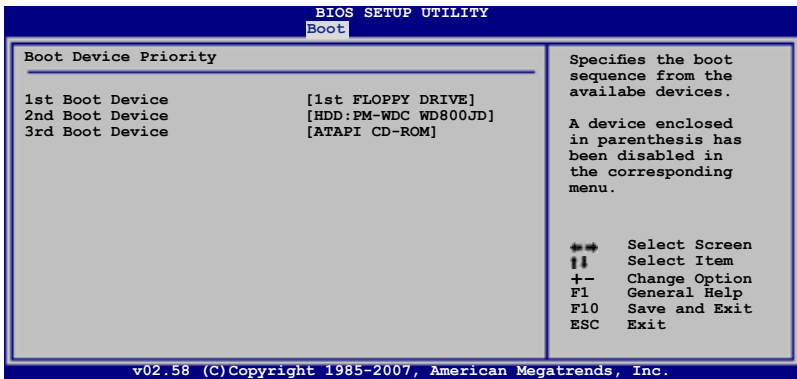 BIOS SETUP UTILITY
Boot
Boot Device Priority
1st Boot Device [1st FLOPPY DRIVE]
2nd Boot Device [HDD:PM-WDC WD800JD]
3rd Boot Device [ATAPI CD-ROM]
Specifies the boot
sequence from the
availabe devices.
A device enclosed
in parenthesis has
been disabled in
the corresponding
menu.
←→ Select Screen
↑↓ Select Item
+- Change Option
F1 General Help
F10 Save and Exit
ESC Exit
v02.58 (C)Copyright 1985-2007, American Megatrends, Inc.